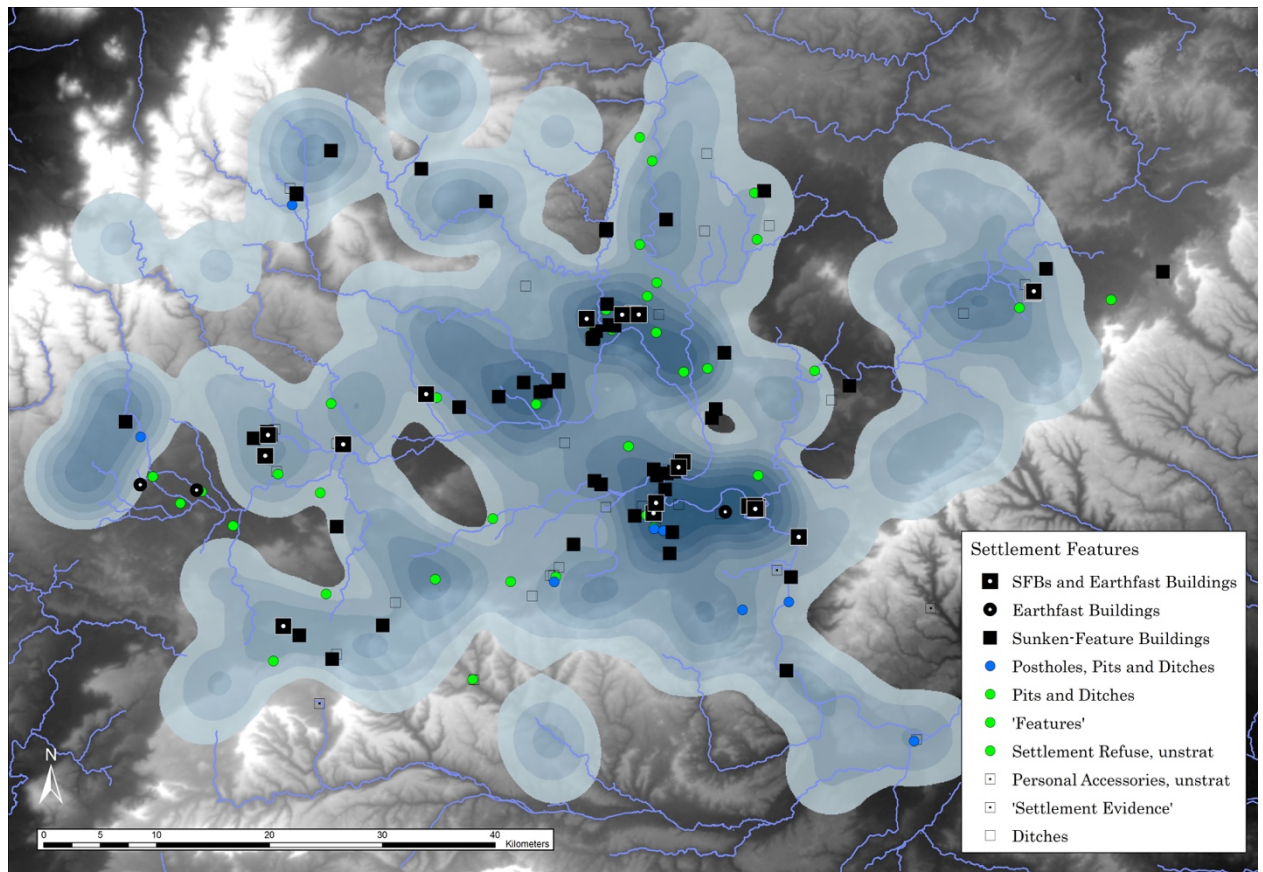 Settlement Features
SFBs and Earthfast Buildings
Earthfast Buildings
Sunken-Feature Buildings
Postholes, Pits and Ditches
Pits and Ditches
'Features'
Settlement Refuse, unstrat
Personal Accessories, unstrat
'Settlement Evidence'
Ditches
N
0 5 10 20 30 40
Kilometers